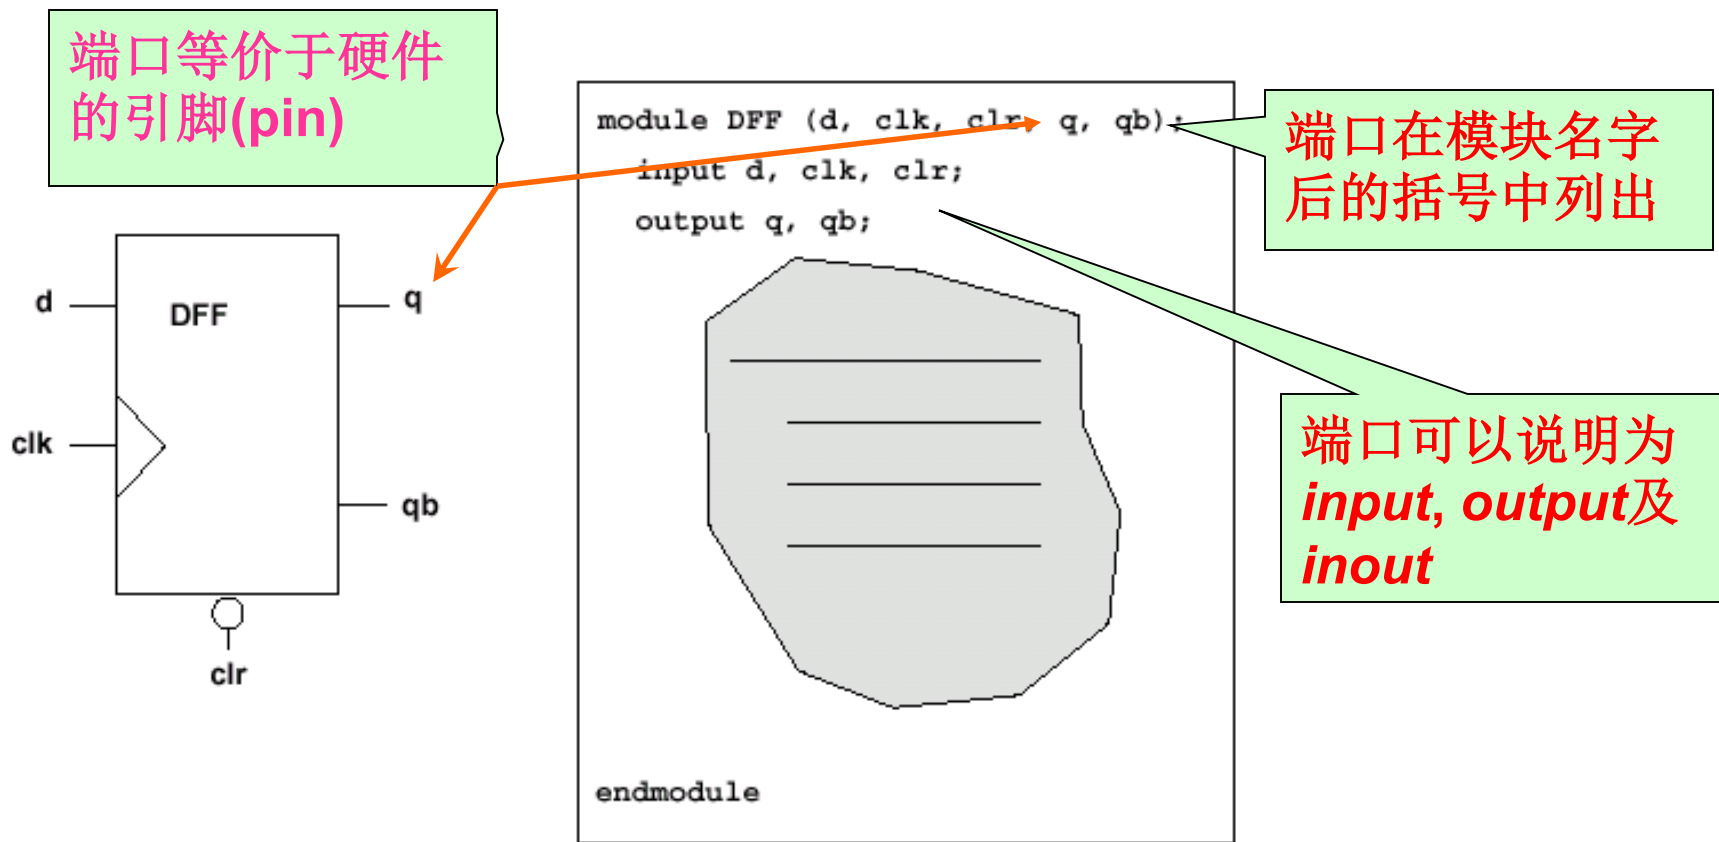 端口等价于硬件
的引脚(pin)
module DFF (d, clk, clr, q, qb);
input d, clk, clr;
output q, qb;
端口在模块名字
后的括号中列出
d
DFF
q
clk
qb
clr
端口可以说明为
input, output及
inout
endmodule